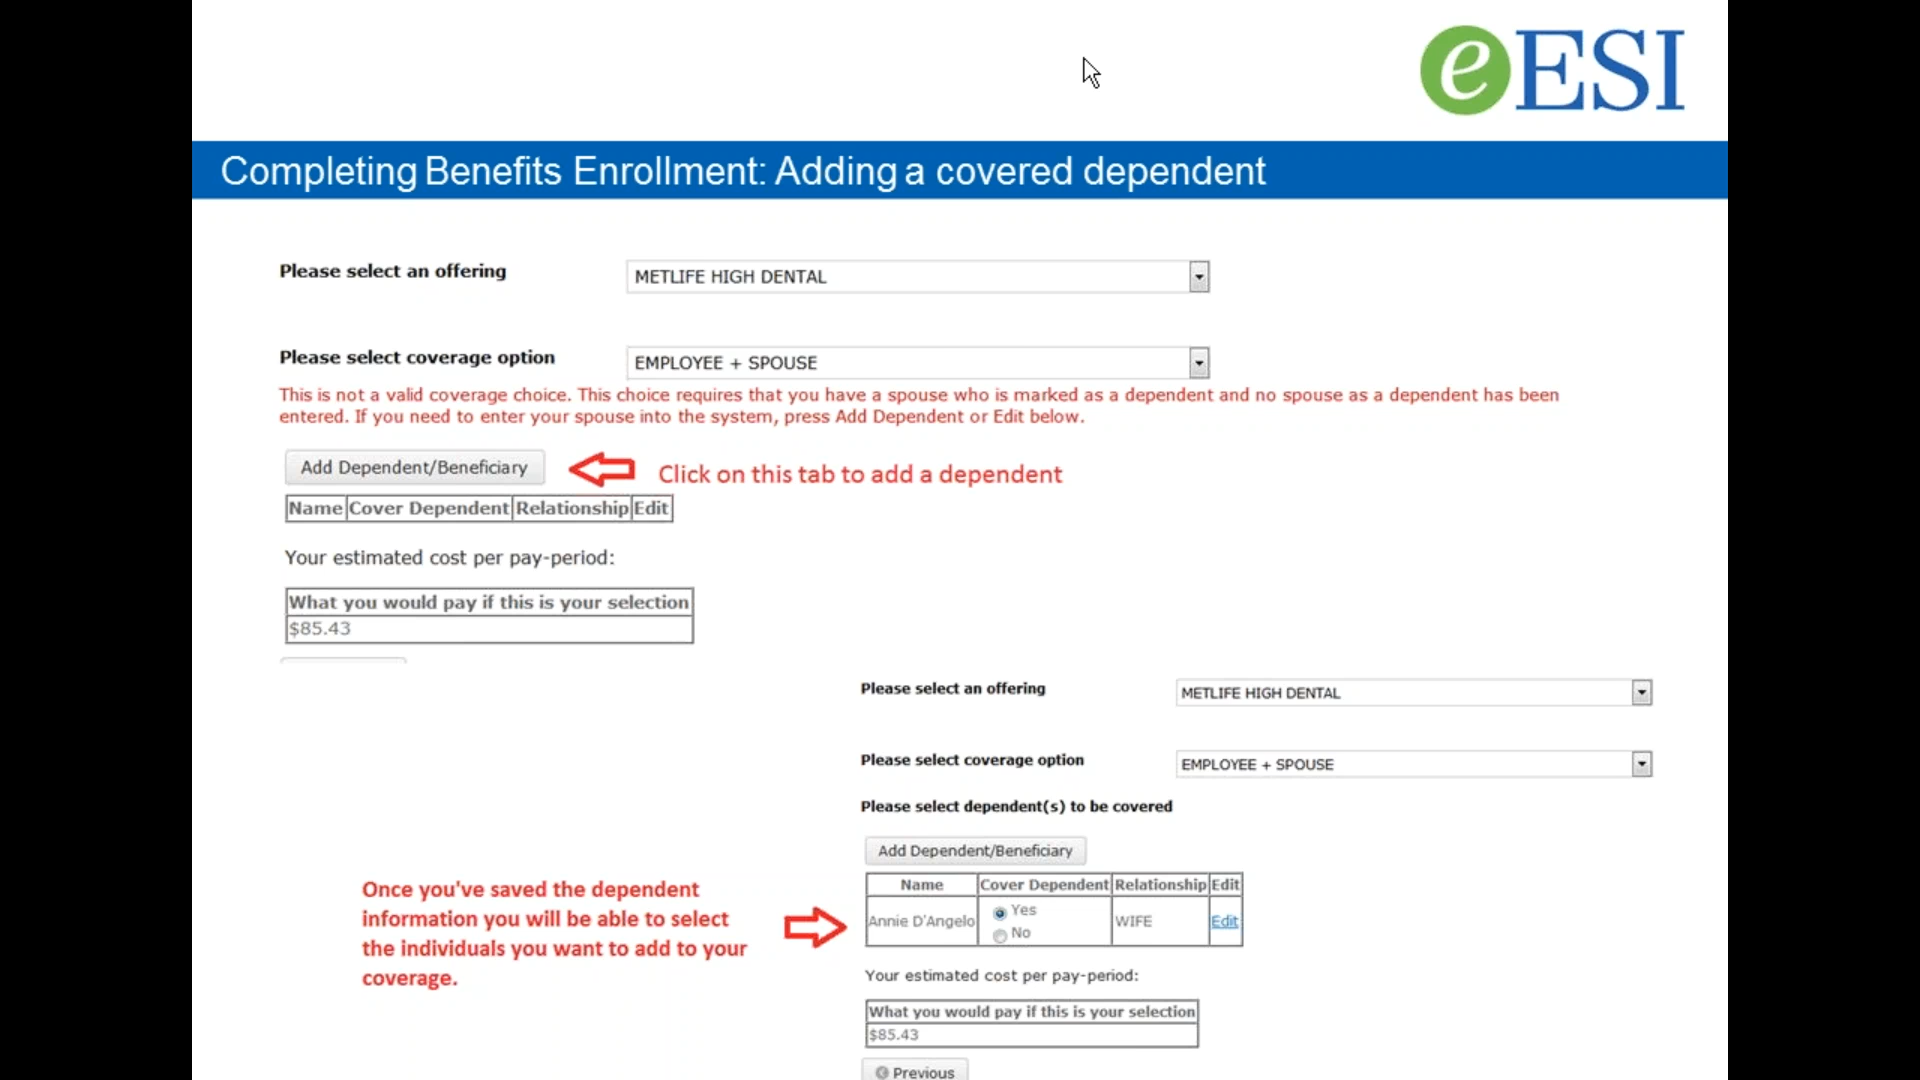 eESI
Completing Benefits Enrollment: Adding a covered dependent
Please select an offering
METLIFE HIGH DENTAL
Please select coverage option
EMPLOYEE + SPOUSE
This is not a valid coverage choice. This choice requires that you have a spouse who is marked as a dependent and no spouse as a dependent has been
entered. If you need to enter your spouse into the system, press Add Dependent or Edit below.
Add Dependent/Beneficiary
Click on this tab to add a dependent
Name Cover Dependent Relationship Edit
Your estimated cost per pay-period:
What you would pay if this is your selection
$85.43
Please select an offering
METLIFE HIGH DENTAL
Please select coverage option
EMPLOYEE + SPOUSE
Please select dependent(s) to be covered
Add Dependent/Beneficiary
Name Cover Dependent Relationship Edit
Annie D'Angelo Yes WIFE Edit
No
Once you've saved the dependent
information you will be able to select
the individuals you want to add to your
coverage.
Your estimated cost per pay-period:
What you would pay if this is your selection
$85.43
Previous